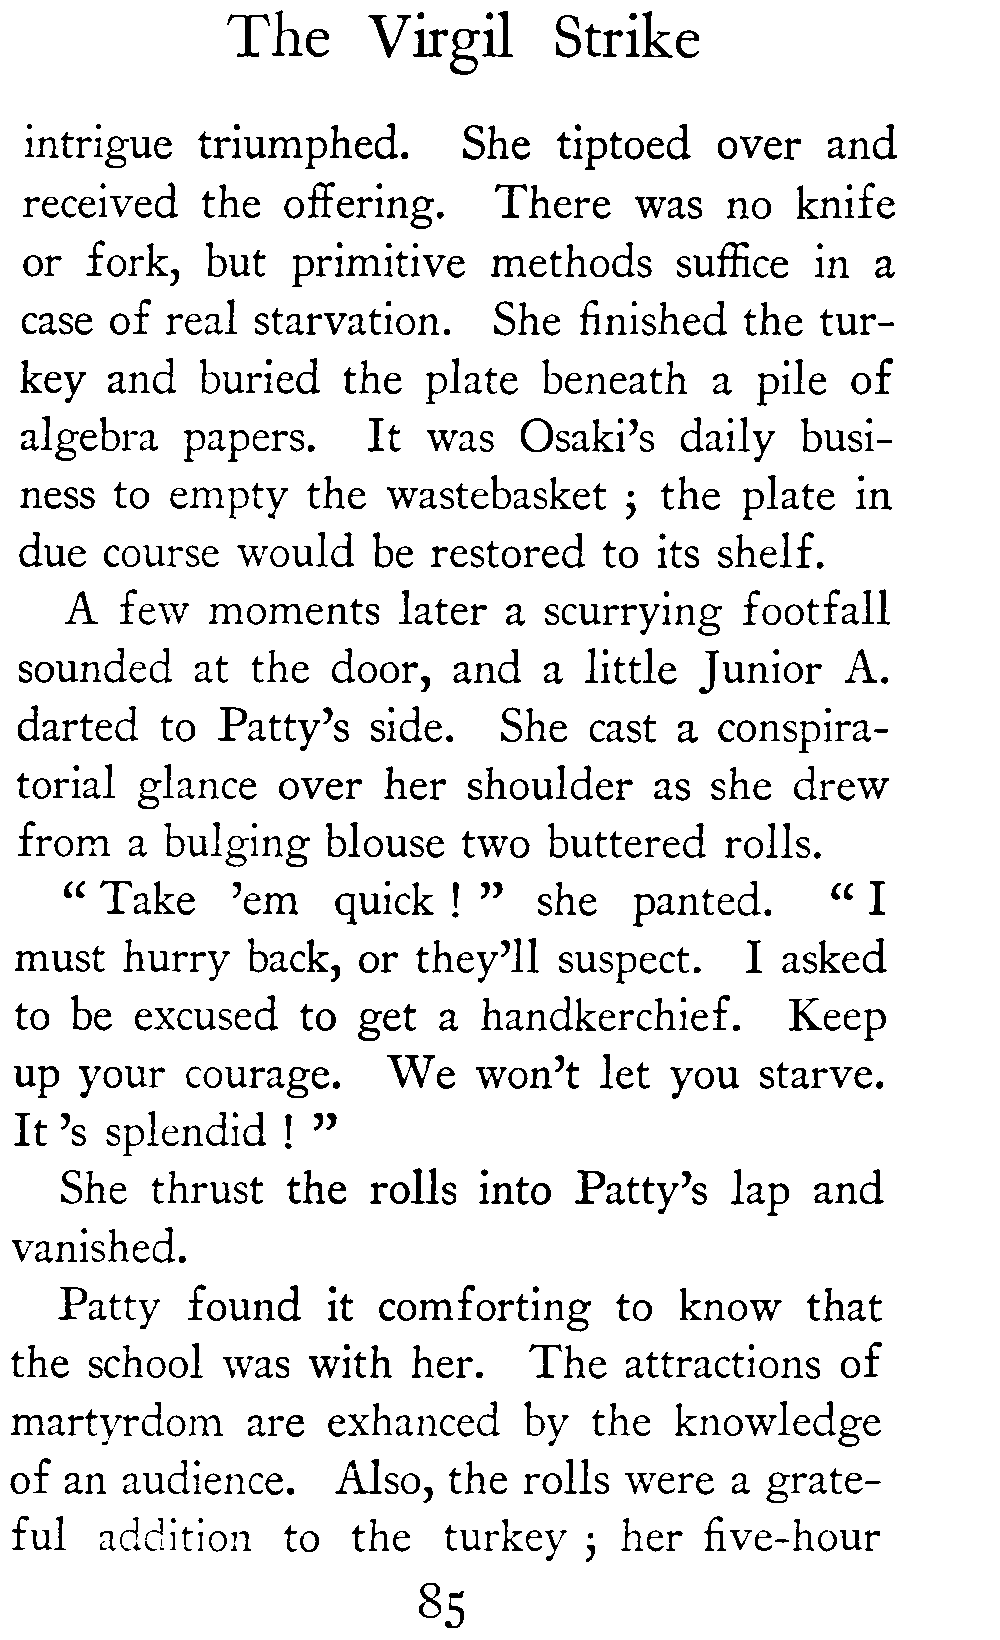 The Virgil Strike
intrigue triumphed. She tiptoed over and
received the offering. There was no knife
or fork, but primitive methods suffice in a
case of real starvation. She finished the tur-
key and buried the plate beneath a pile of
algebra papers. It was Osaki's daily busi-
ness to empty the wastebasket ; the plate in
due course would be restored to its shelf.
A few moments later a scurrying footfall
sounded at the door, and a little Junior A.
darted to Patty's side. She cast a conspira-
torial glance over her shoulder as she drew
from a bulging blouse two buttered rolls.
“ Take ’em quick ! ” she panted. “ I
must hurry back, or they’ll suspect. I asked
to be excused to get a handkerchief. Keep
up your courage. We won’t let you starve.
It ’s splendid ! ”
She thrust the rolls into Patty’s lap and
vanished.
Patty found it comforting to know that
the school was with her. The attractions of
martyrdom are exhanced by the knowledge
of an audience. Also, the rolls were a grate-
ful addition to the turkey ; her five-hour
85